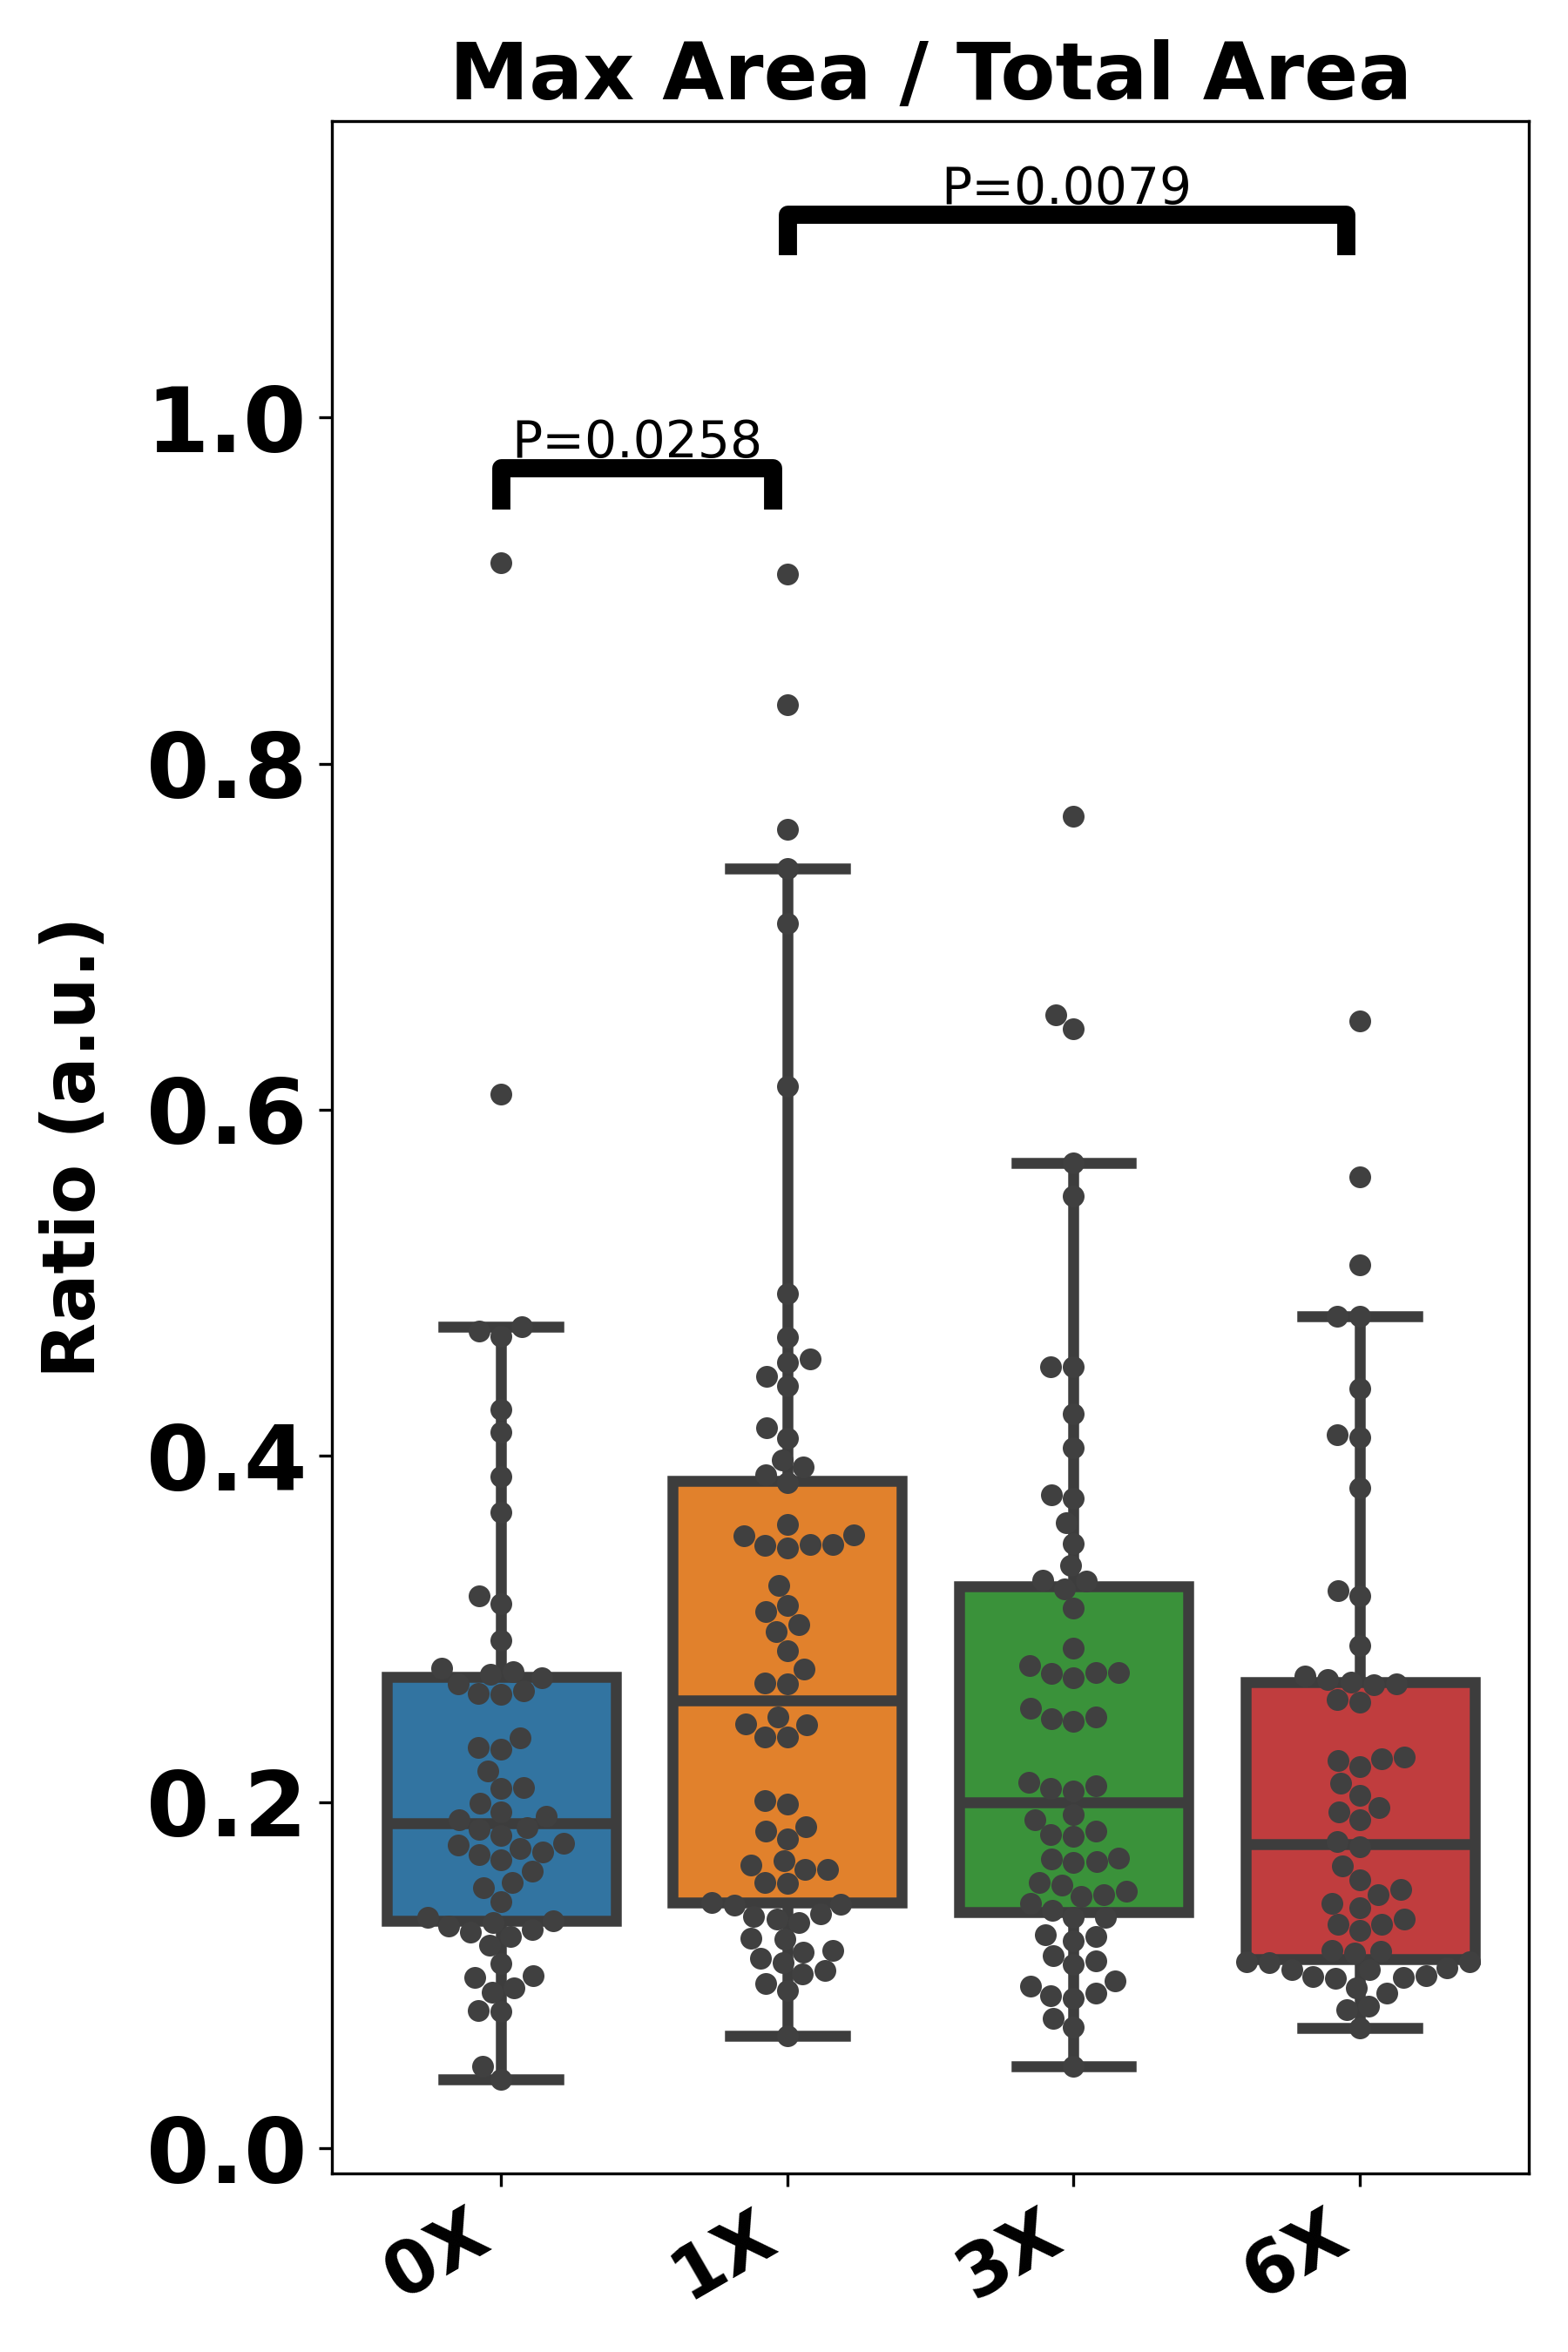 Max Area / Total Area
P=0.0079
P=0.0258
Ratio (a.u.)
1.0
0.8
0.6
0.4
0.2
0.0
0X
1X
3X
6X